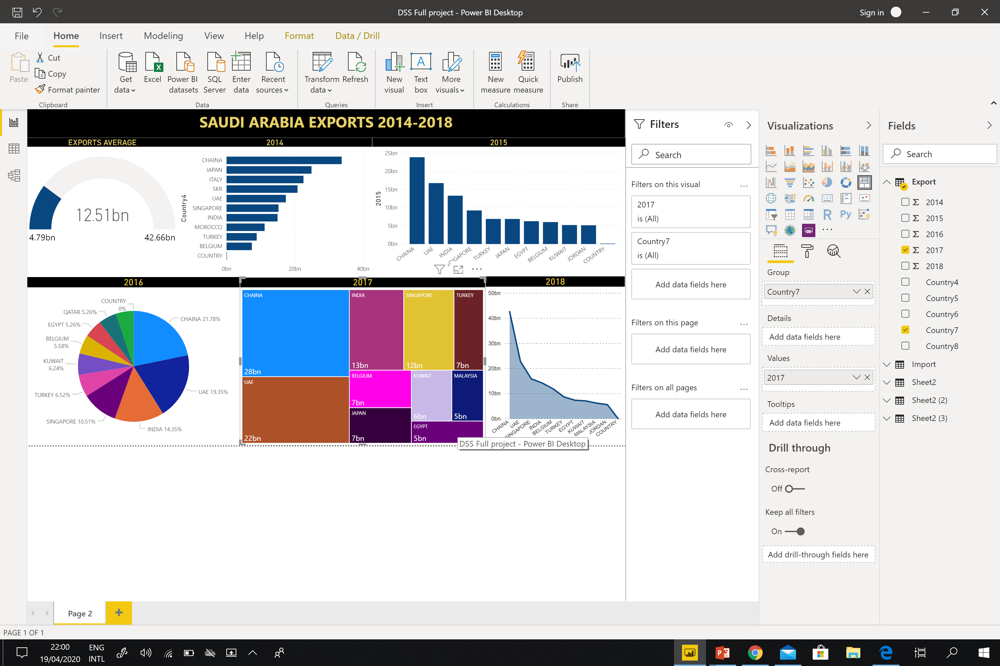 DSS Full project - Power BI Desktop
Sign in
File
Home
Insert
Modeling
View
Help
Format
Data / Drill
Paste
Cut
Copy
Format painter
Clipboard
Get
data
Excel
Power BI
datasets
SQL
Server
Enter
data
Recent
sources
Data
Transform
data
Refresh
Queries
New
visual
A
Text
box
More
visuals
Insert
New
measure
Quick
measure
Calculations
Publish
Share
SAUDI ARABIA EXPORTS 2014-2018
EXPORTS AVERAGE
12.51bn
4.79bn
42.66bn
2014
Country4
CHAINA
JAPAN
ITALY
SKR
UAE
SINGAPORE
INDIA
MOROCCO
TURKEY
BELGIUM
COUNTRY
0bn
20bn
40bn
2015
2015
25bn
20bn
15bn
10bn
5bn
0bn
CHAINA
UAE
INDIA
SINGAPORE
TURKEY
JAPAN
EGYPT
BELGIUM
KUWAIT
JORDAN
COUNTRY
2016
COUNTRY
0%
QATAR 5.26%
EGYPT 5.26%
BELGIUM
5.58%
KUWAIT
6.24%
TURKEY 6.52%
SINGAPORE 10.51%
INDIA 14.35%
UAE 19.35%
CHAINA 21.78%
2017
CHAINA
28bn
UAE
22bn
INDIA
13bn
SINGAPORE
12bn
TURKEY
7bn
BELGIUM
7bn
JAPAN
7bn
KUWAIT
6bn
MALAYSIA
5bn
EGYPT
5bn
2018
50bn
40bn
30bn
20bn
10bn
0bn
CHAINA
UAE
SINGAPORE
INDIA
BELGIUM
TURKEY
EGYPT
KUWAIT
MALAYSIA
JORDAN
COUNTRY
DSS Full project - Power BI Desktop
Filters
Search
Filters on this visual
...
2017
is (All)
Country7
is (All)
Add data fields here
Filters on this page
...
Add data fields here
Filters on all pages
...
Add data fields here
Visualizations
123
R
Py
...
Group
Country7
Details
Add data fields here
Values
2017
Tooltips
Add data fields here
Drill through
Cross-report
Off
Keep all filters
On
Add drill-through fields here
Fields
Search
Export
Σ 2014
Σ 2015
Σ 2016
Σ 2017
Σ 2018
Country4
Country5
Country6
Country7
Country8
Import
Sheet2
Sheet2 (2)
Sheet2 (3)
Page 2
PAGE 1 OF 1
22:00
19/04/2020
ENG
INTL